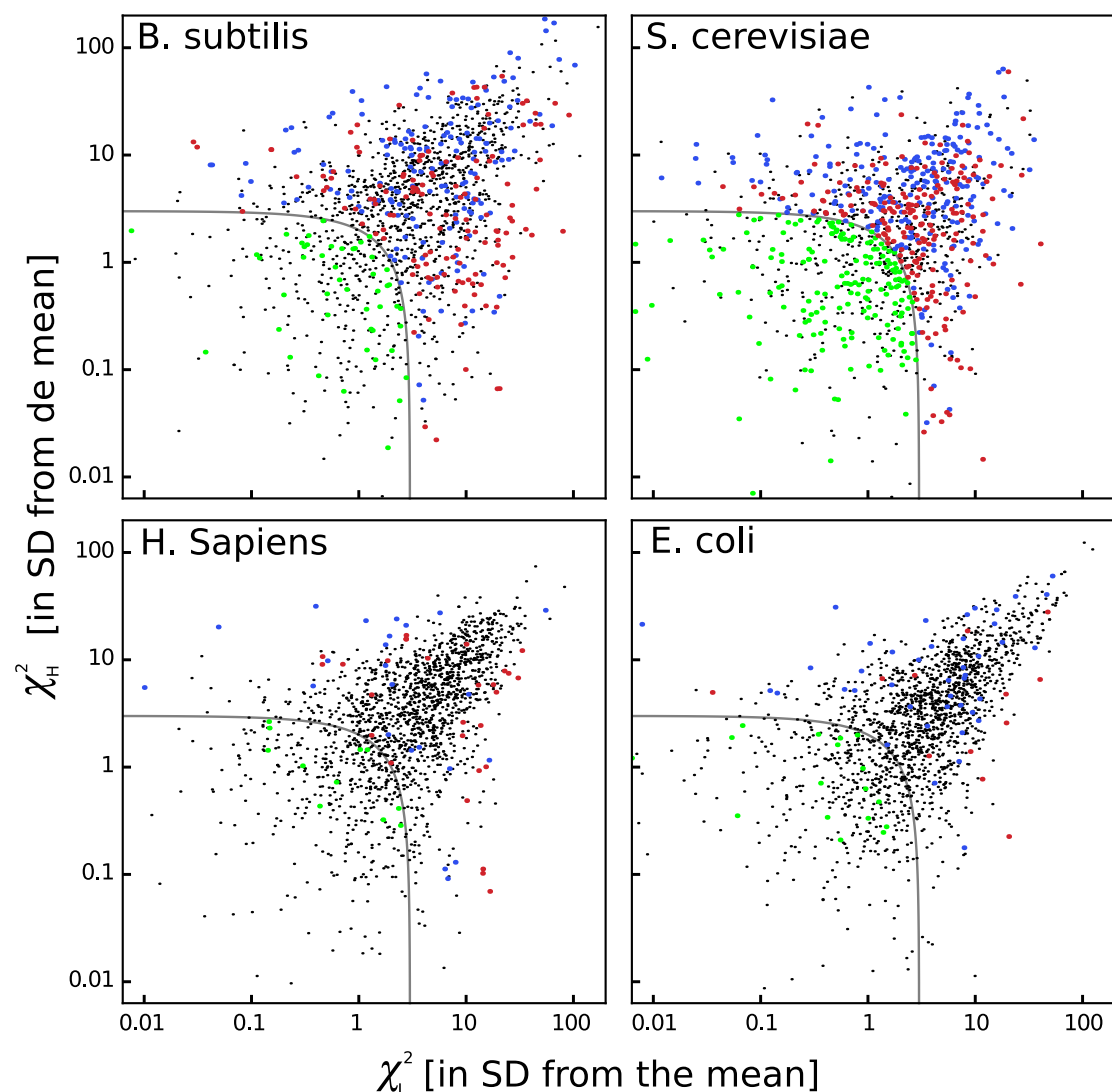 B. subtilis
S. cerevisiae
100
10
1
0.1
0.01
H. Sapiens
E. coli
100
10
1
0.1
0.01
0.01 0.1 1 10 100
0.01 0.1 1 10 100
χ²H [in SD from de mean]
χ²L [in SD from the mean]